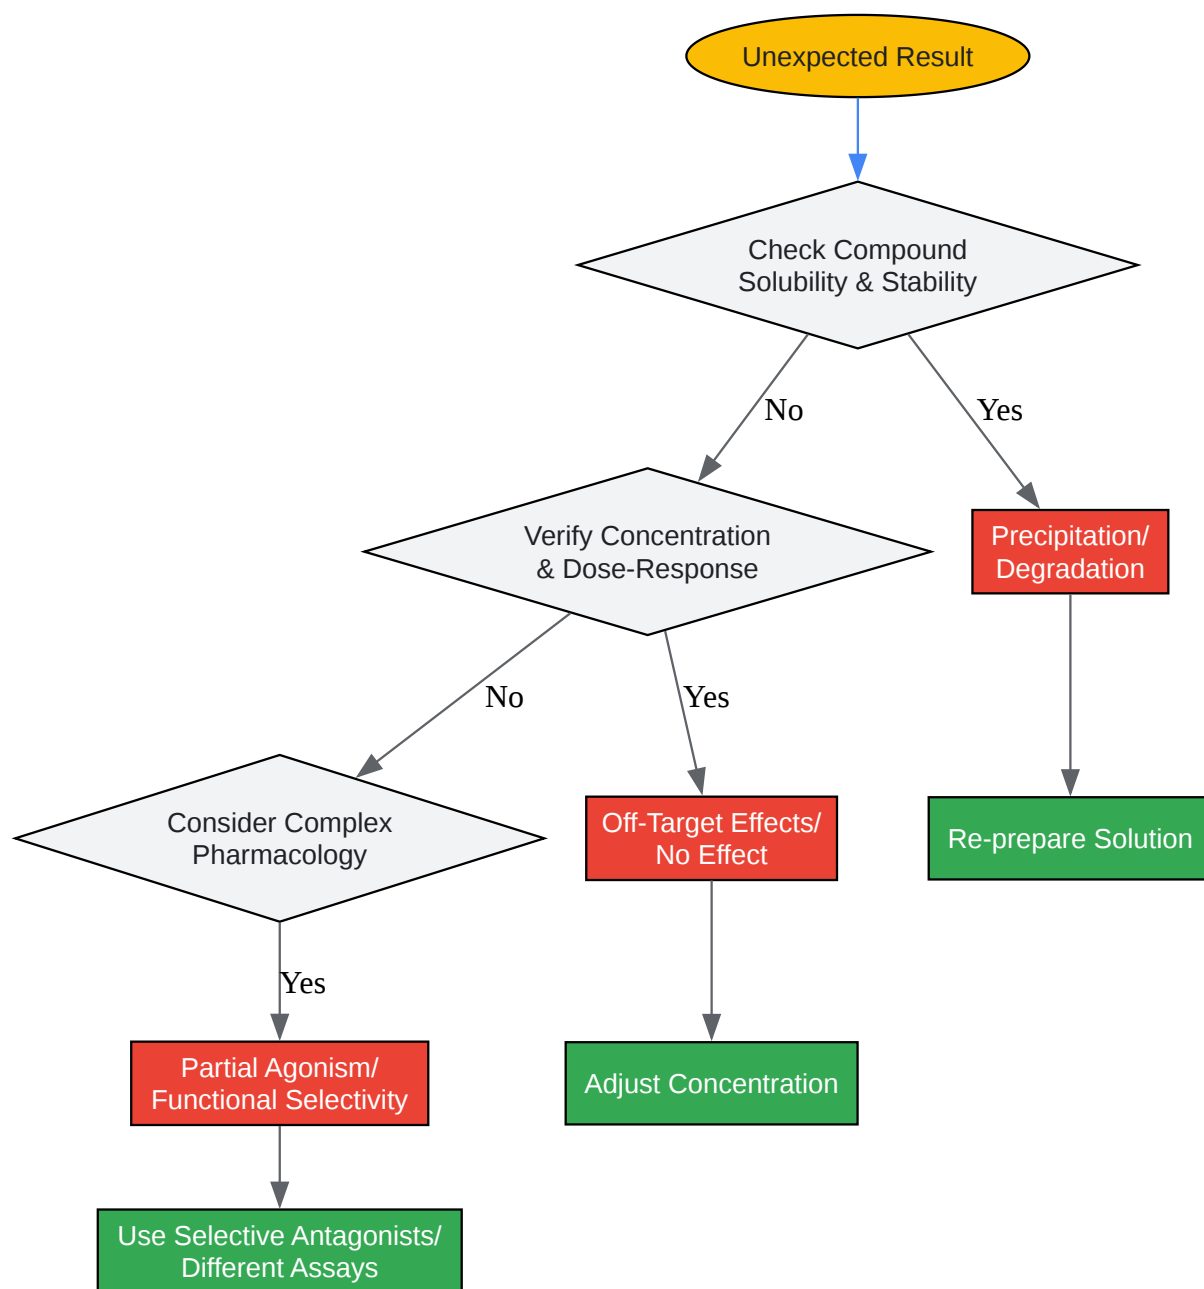 Unexpected Result
Check Compound
Solubility & Stability
No
Yes
Verify Concentration
& Dose-Response
Precipitation/
Degradation
No
Yes
Consider Complex
Pharmacology
Off-Target Effects/
No Effect
Re-prepare Solution
Yes
Partial Agonism/
Functional Selectivity
Adjust Concentration
Use Selective Antagonists/
Different Assays